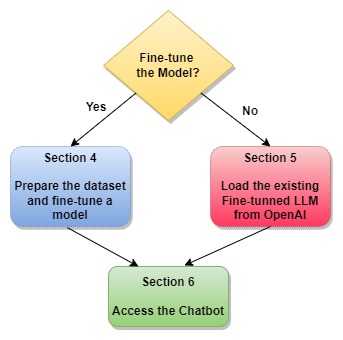 Fine-tune
the Model?
Yes
No
Section 4
Prepare the dataset
and fine-tune a
model
Section 5
Load the existing
Fine-tunned LLM
from OpenAI
Section 6
Access the Chatbot